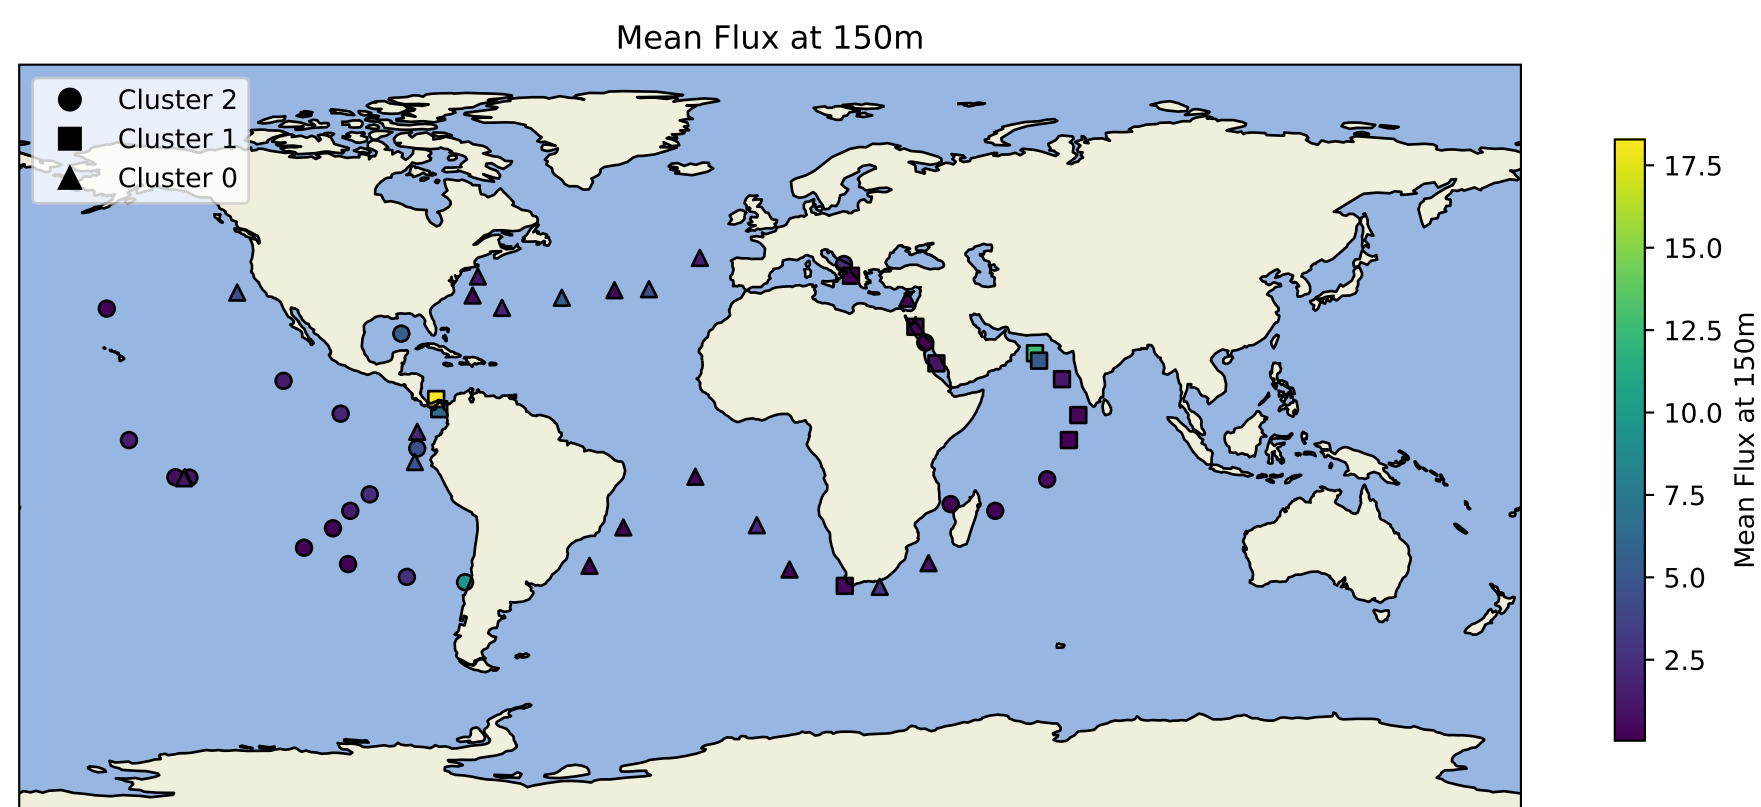 Mean Flux at 150m
Cluster 2
Cluster 1
Cluster 0
17.5
15.0
12.5
10.0
7.5
5.0
2.5
Mean Flux at 150m